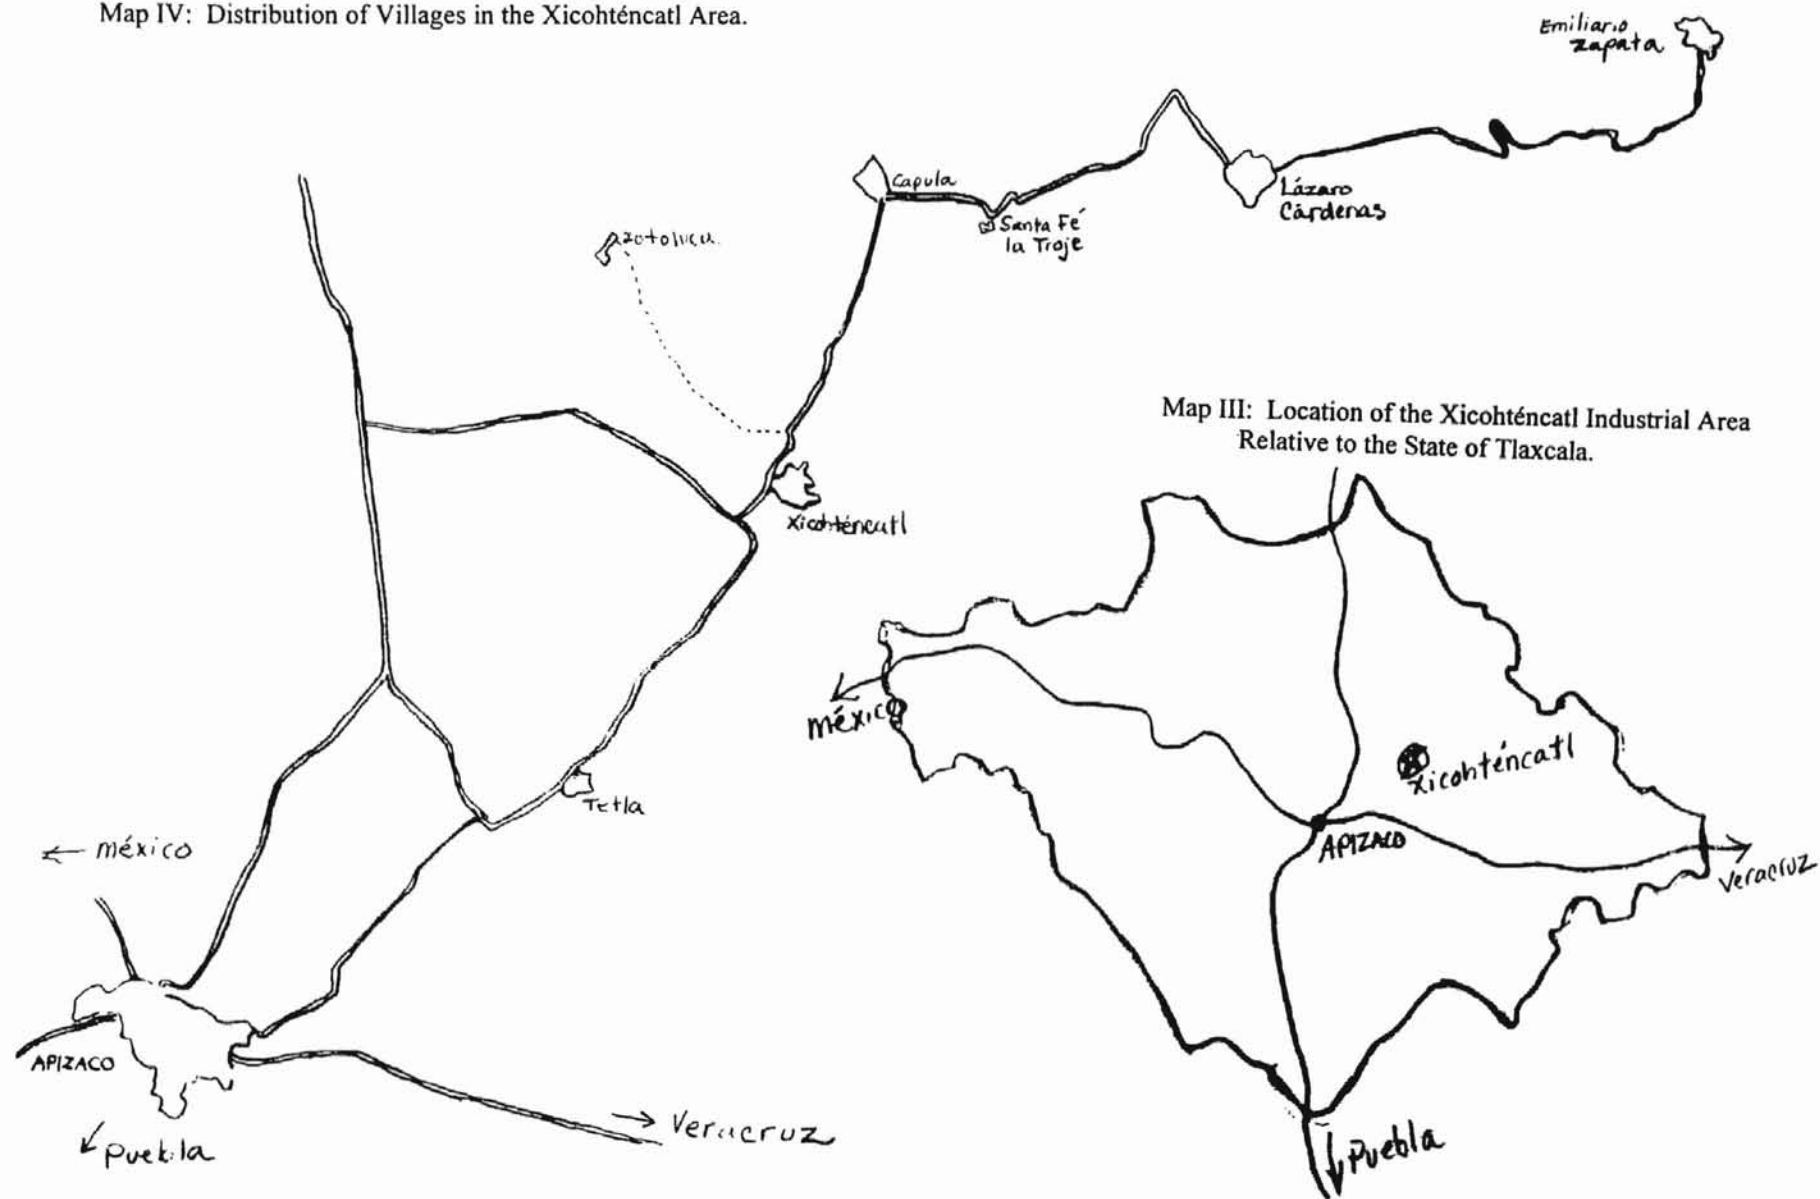 Map IV: Distribution of Villages in the Xicohténcatl Area.
Emiliario
zapata
Capula
Lázaro
Cárdenas
Santa Fé
la Troje
Xicohténcatl
Tetla
← méxico
APIZACO
Puebla
→ Veracruz
Map III: Location of the Xicohténcatl Industrial Area
Relative to the State of Tlaxcala.
méxico
Xicohténcatl
APIZACO
Veracruz
Puebla